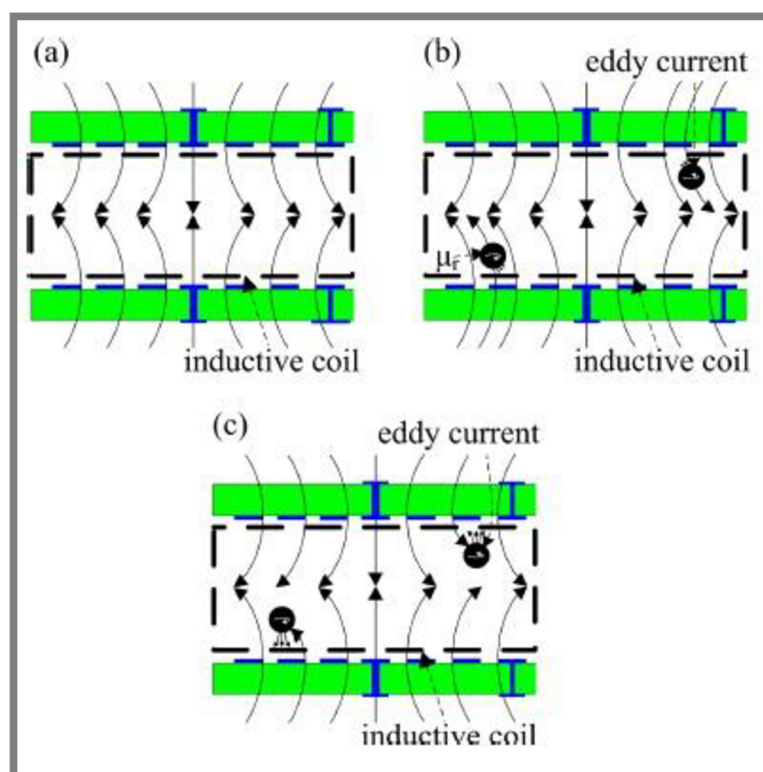 (a)
(b)
eddy current
μr
inductive coil
inductive coil
(c)
eddy current
inductive coil